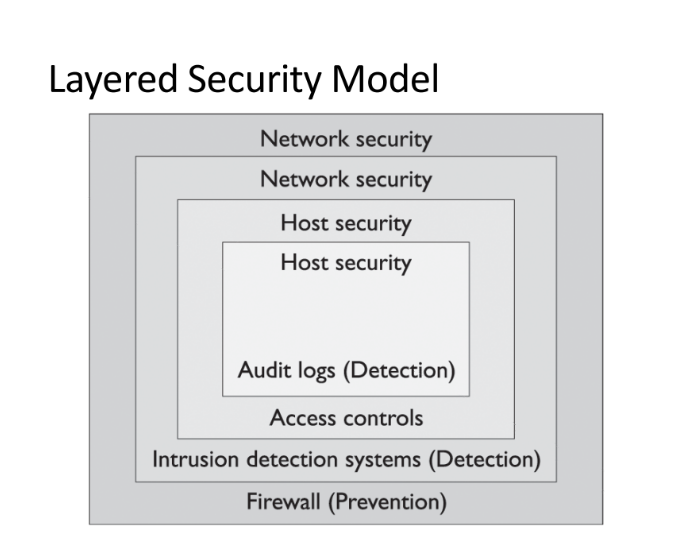 Layered Security Model
Network security
Network security
Host security
Host security
Audit logs (Detection)
Access controls
Intrusion detection systems (Detection)
Firewall (Prevention)